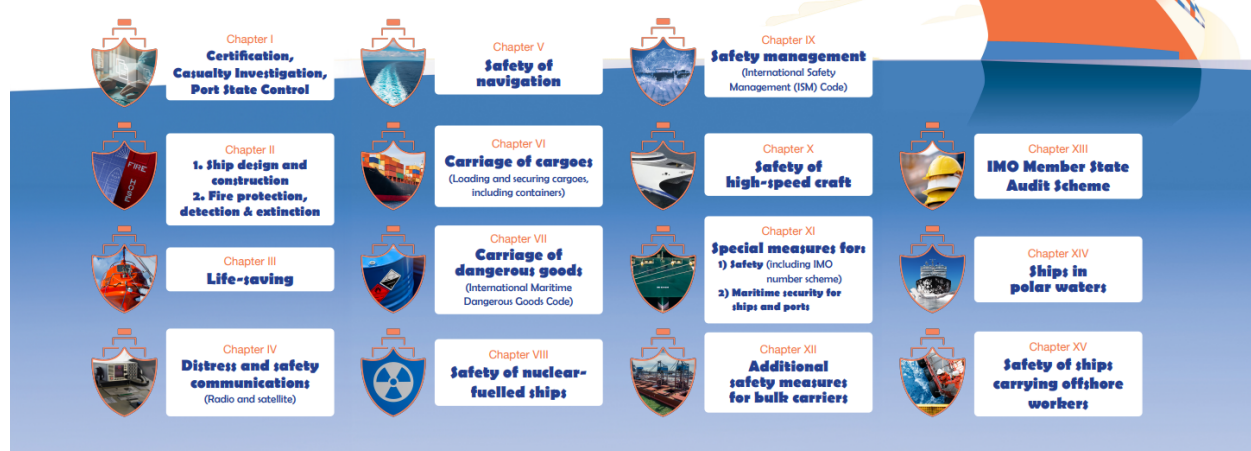 Chapter I
Certification,
Casualty Investigation,
Port State Control
Chapter II
1. Ship design and
construction
2. Fire protection,
detection & extinction
FIRE
HOSE
Chapter III
Life-saving
Chapter IV
Distress and safety
communications
(Radio and satellite)
Chapter V
Safety of
navigation
Chapter VI
Carriage of cargoes
(Loading and securing cargoes,
including containers)
Chapter VII
Carriage of
dangerous goods
(International Maritime
Dangerous Goods Code)
Chapter VIII
Safety of nuclear-
fuelled ships
Chapter IX
Safety management
(International Safety
Management (ISM) Code)
Chapter X
Safety of
high-speed craft
Chapter XI
Special measures for:
1) Safety (including IMO
number scheme)
2) Maritime security for
ships and ports
Chapter XII
Additional
safety measures
for bulk carriers
Chapter XIII
IMO Member State
Audit Scheme
Chapter XIV
Ships in
polar waters
Chapter XV
Safety of ships
carrying offshore
workers